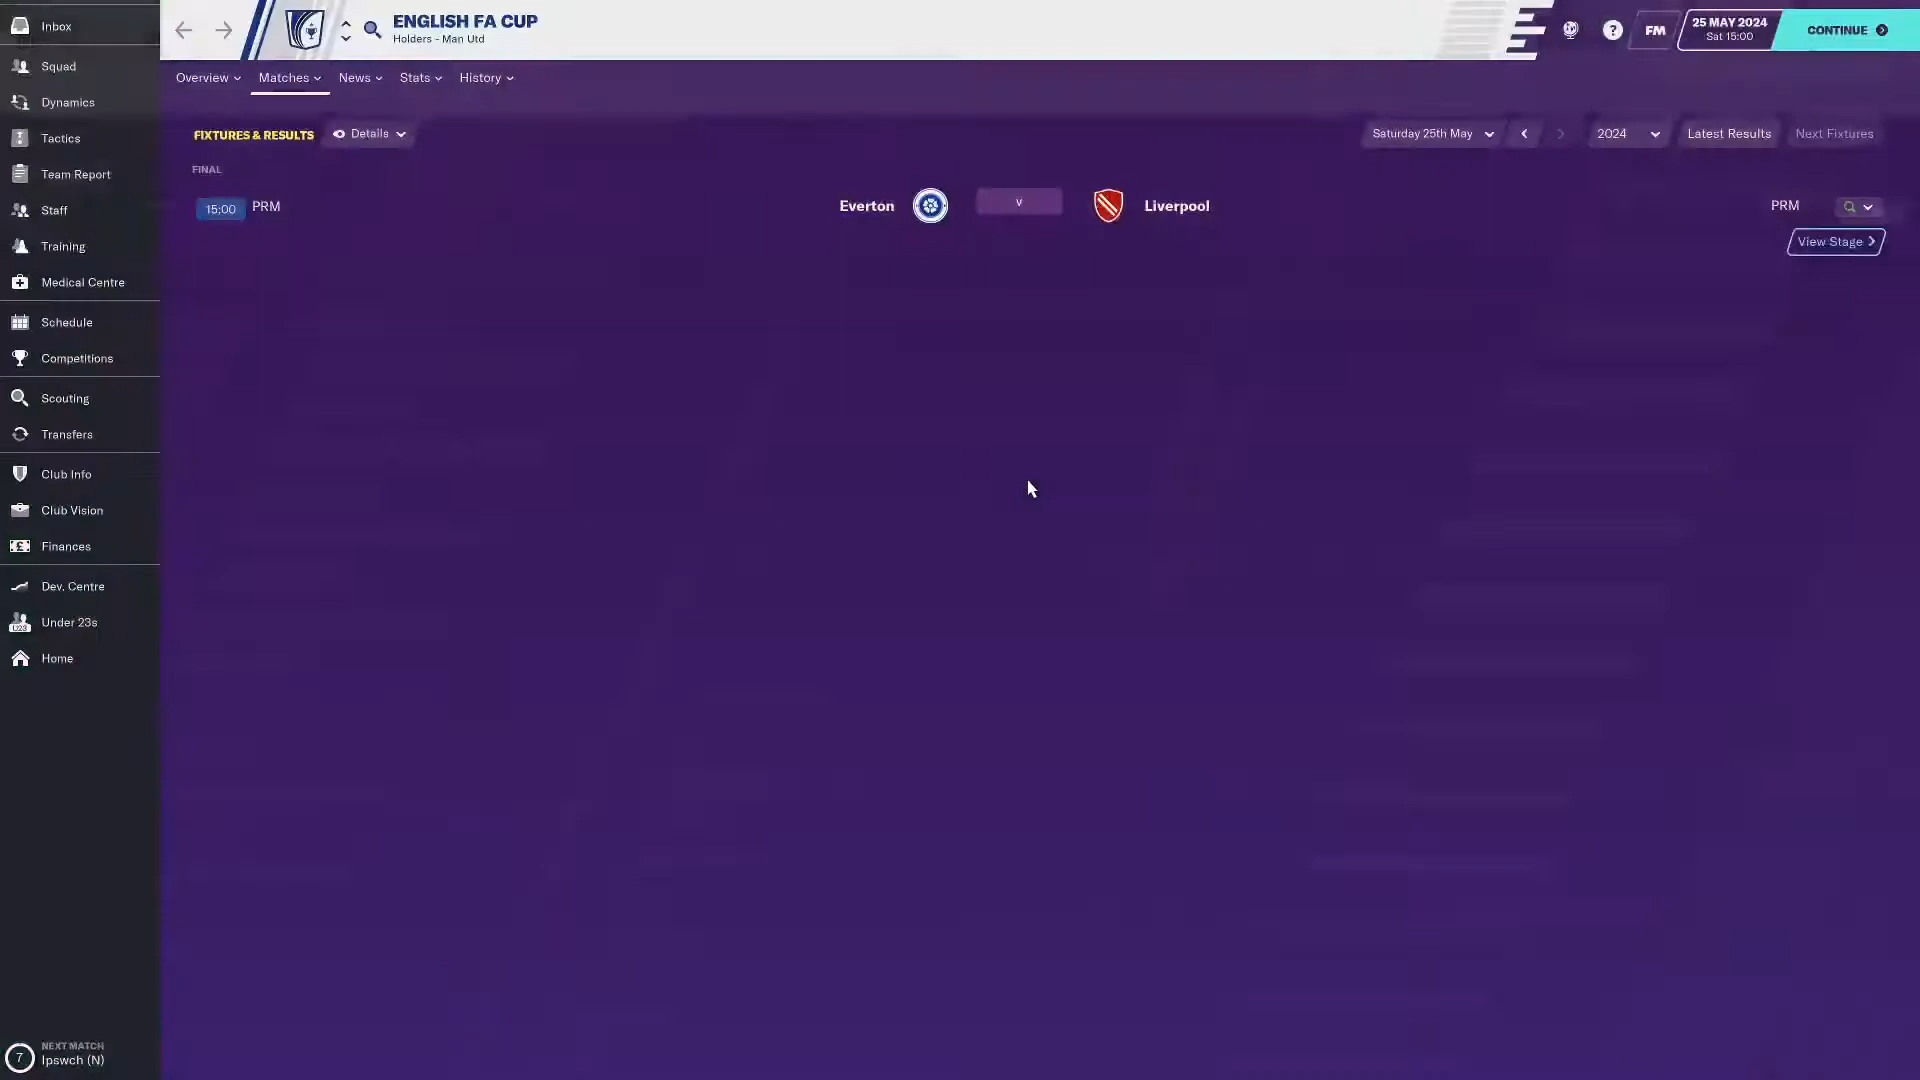 Inbox
Squad
Dynamics
Tactics
Team Report
Staff
Training
Medical Centre
Schedule
Competitions
Scouting
Transfers
Club Info
Club Vision
Finances
Dev. Centre
U23
Under 23s
Home
7
NEXT MATCH
Ipswch (N)
ENGLISH FA CUP
Holders - Man Utd
?
FM
25 MAY 2024
Sat 15:00
CONTINUE
Overview
Matches
News
Stats
History
FIXTURES & RESULTS
Details
Saturday 25th May
2024
Latest Results
Next Fixtures
FINAL
15:00 PRM
Everton
v
Liverpool
PRM
View Stage